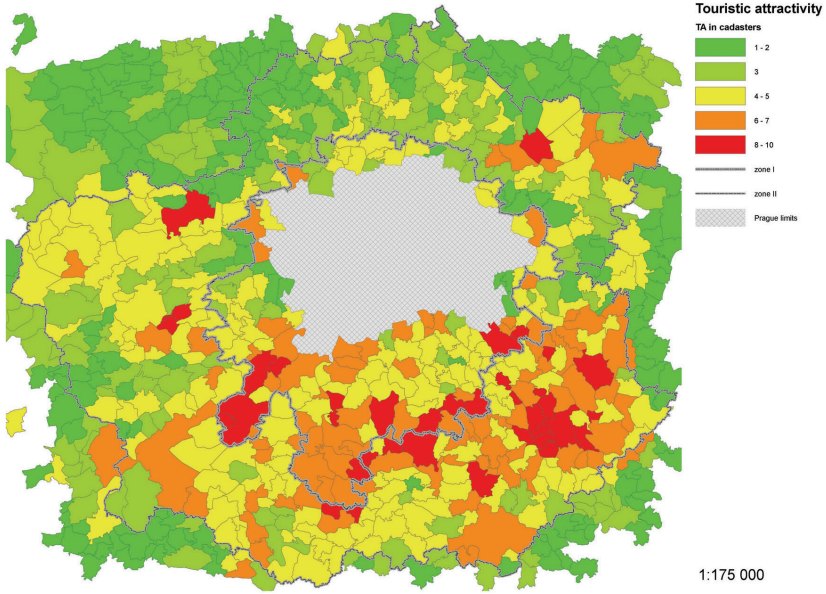 Touristic attractivity
TA in cadasters
1 - 2
3
4 - 5
6 - 7
8 - 10
zone I
zone II
Prague limits
1:175 000